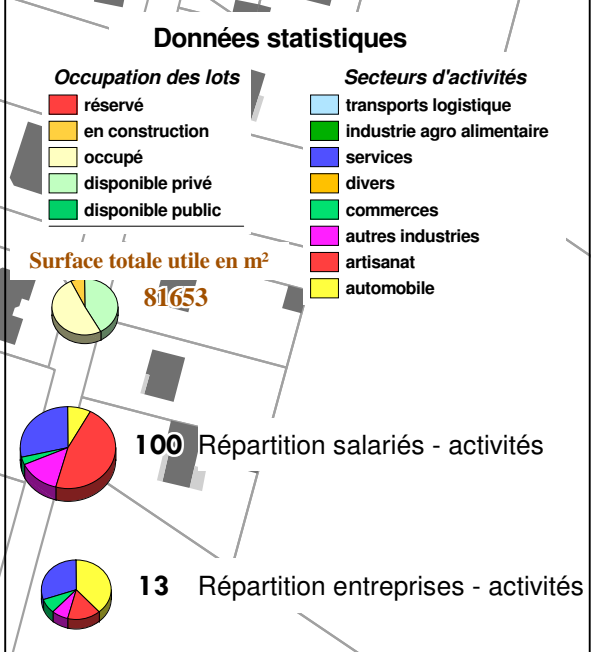 Données statistiques
Occupation des lots
réservé
en construction
occupé
disponible privé
disponible public
Secteurs d'activités
transports logistique
industrie agro alimentaire
services
divers
commerces
autres industries
artisanat
automobile
Surface totale utile en m²
81653
100 Répartition salariés - activités
13 Répartition entreprises - activités